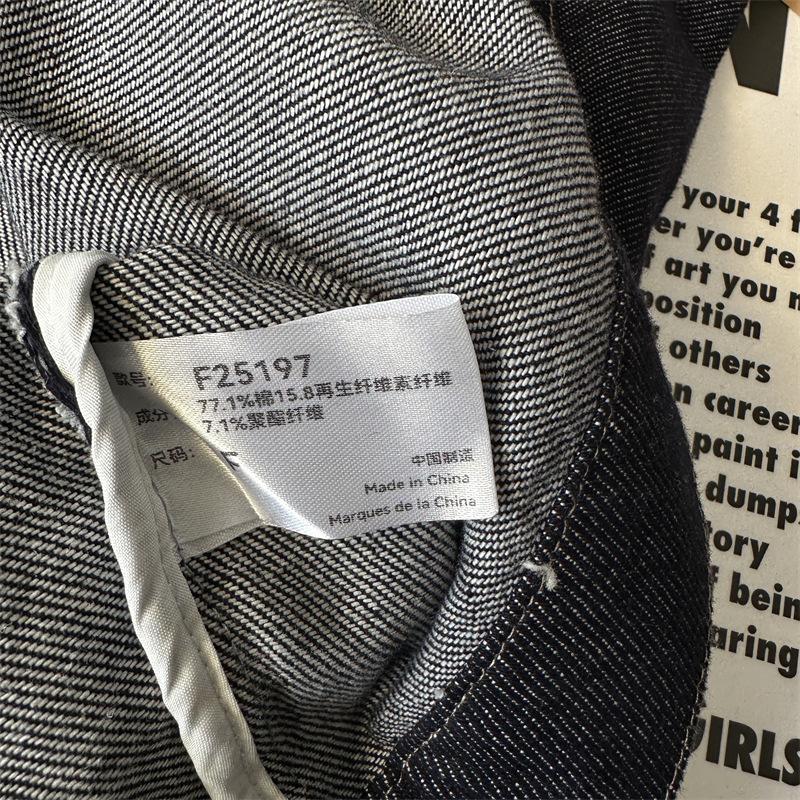 款号: F25197
成分: 77.1%棉15.8再生纤维素纤维
7.1%聚酯纤维
尺码:
中国制造
Made in China
Marques de la China
N
your 4 f
er you're
f art you m
position
others
n career
paint i
dump
tory
f bein
aring
IRLS